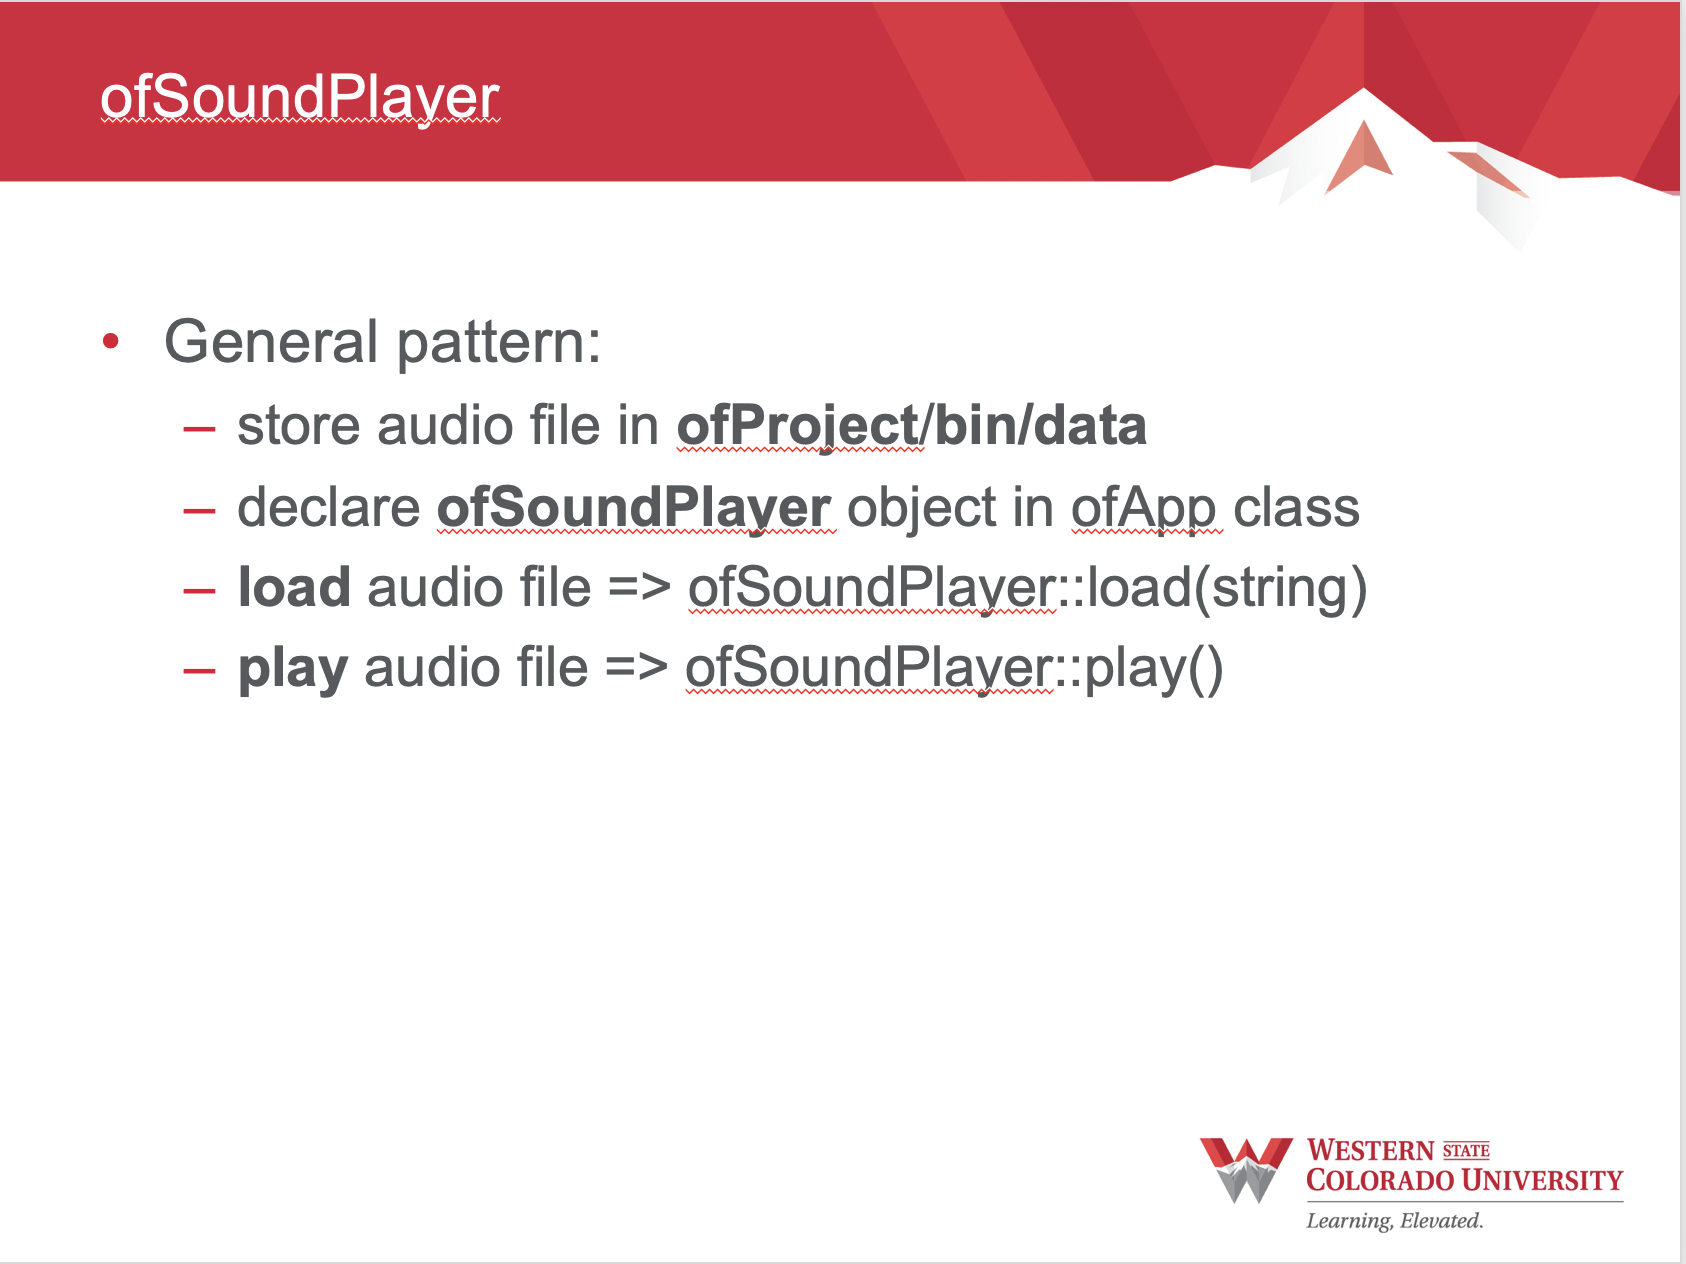 ofSoundPlayer
• General pattern:
– store audio file in ofProject/bin/data
– declare ofSoundPlayer object in ofApp class
– load audio file => ofSoundPlayer::load(string)
– play audio file => ofSoundPlayer::play()
WESTERN STATE
COLORADO UNIVERSITY
Learning, Elevated.